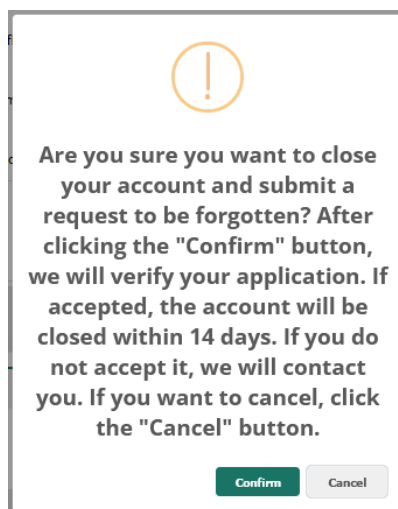 Are you sure you want to close
your account and submit a
request to be forgotten? After
clicking the "Confirm" button,
we will verify your application. If
accepted, the account will be
closed within 14 days. If you do
not accept it, we will contact
you. If you want to cancel, click
the "Cancel" button.
Confirm Cancel